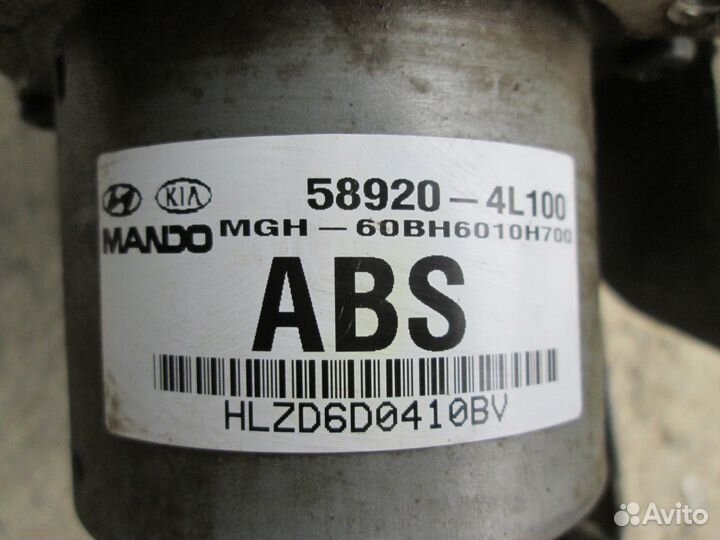 KIA 58920-4L100
MANDO MGH-60BH6010H700
ABS
HLZD6D0410BV
Avito